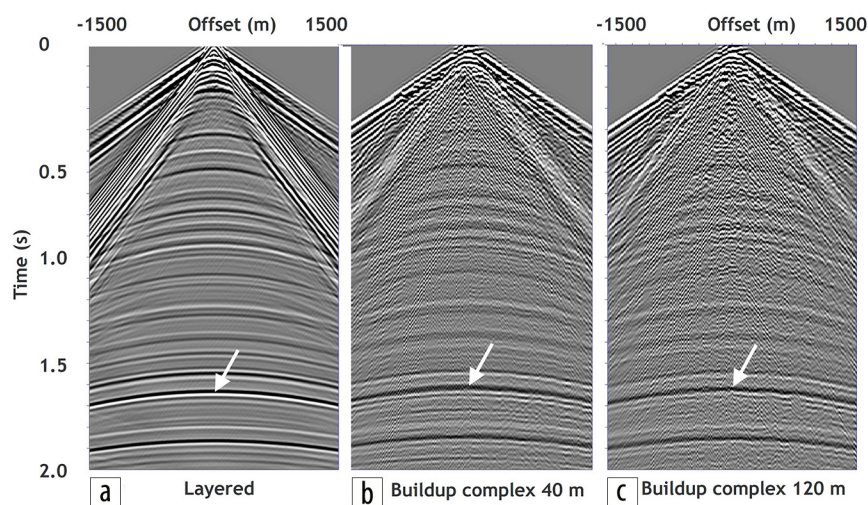 -1500 Offset (m) 1500
-1500 Offset (m) 1500
0
0.5
1.0
1.5
2.0
Time (s)
a Layered
b Buildup complex 40 m
c Buildup complex 120 m